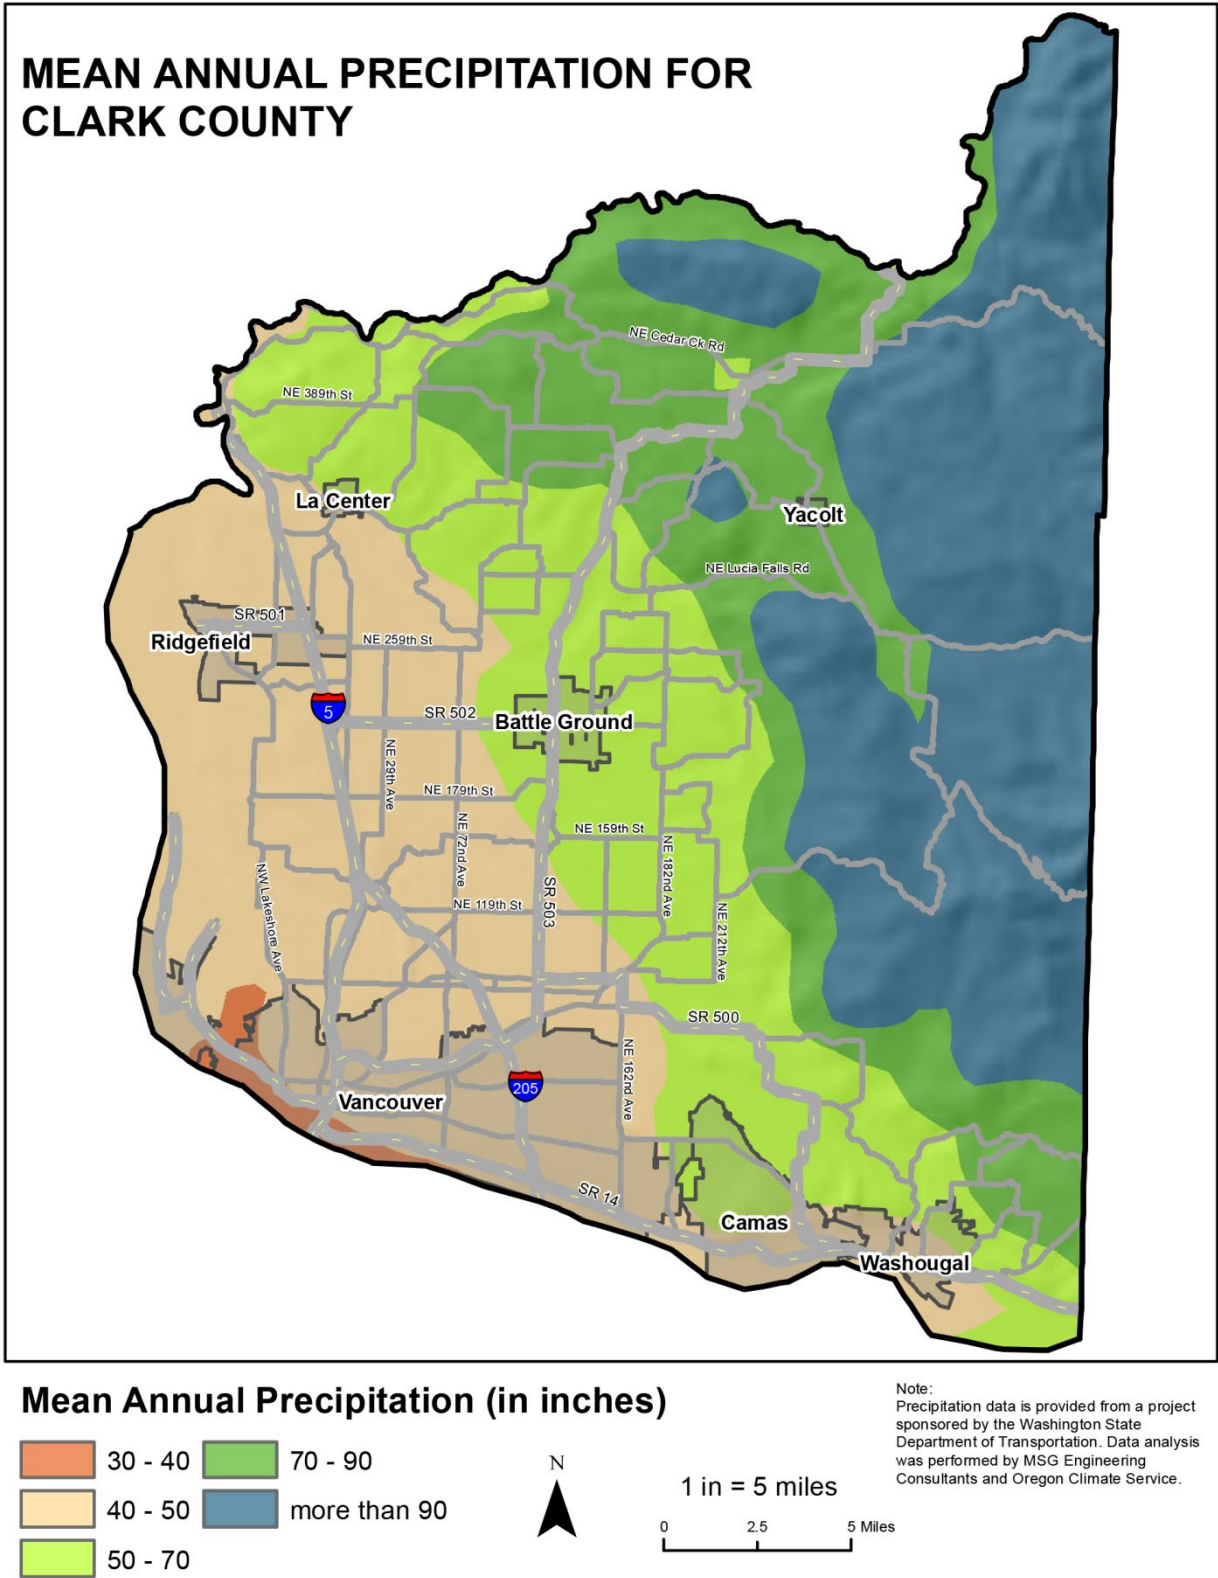 MEAN ANNUAL PRECIPITATION FOR
CLARK COUNTY
NE Cedar Ck Rd
NE 389th St
La Center
Yacolt
NE Lucia Falls Rd
SR 501
Ridgefield
NE 259th St
5
SR 502
Battle Ground
NE 29th Ave
NE 179th St
NE 72nd Ave
NE 159th St
NE 182nd Ave
NW Lakeshore Ave
SR 503
NE 119th St
NE 212th Ave
SR 500
NE 162nd Ave
205
Vancouver
SR 14
Camas
Washougal
Mean Annual Precipitation (in inches)
30 - 40
70 - 90
40 - 50
more than 90
50 - 70
N
1 in = 5 miles
0 2.5 5 Miles
Note:
Precipitation data is provided from a project
sponsored by the Washington State
Department of Transportation. Data analysis
was performed by MSG Engineering
Consultants and Oregon Climate Service.